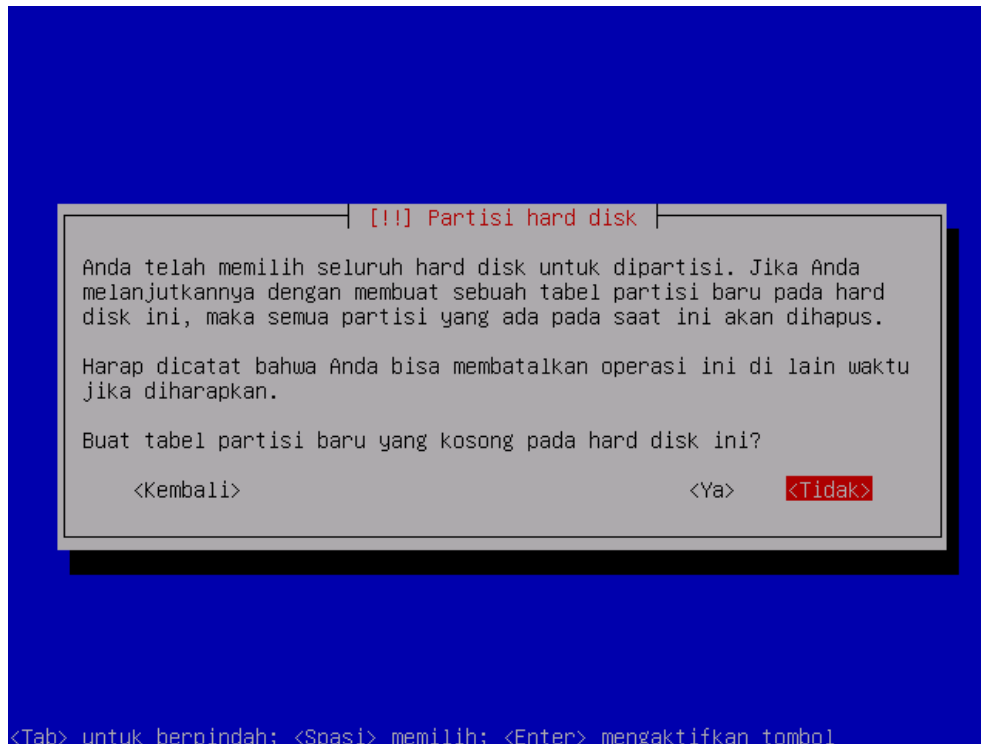 [!!] Partisi hard disk
Anda telah memilih seluruh hard disk untuk dipartisi. Jika Anda
melanjutkannya dengan membuat sebuah tabel partisi baru pada hard
disk ini, maka semua partisi yang ada pada saat ini akan dihapus.
Harap dicatat bahwa Anda bisa membatalkan operasi ini di lain waktu
jika diharapkan.
Buat tabel partisi baru yang kosong pada hard disk ini?
<Kembali> <Ya> <Tidak>
<Tab> untuk berpindah; <Spasi> memilih; <Enter> mengaktifkan tombol